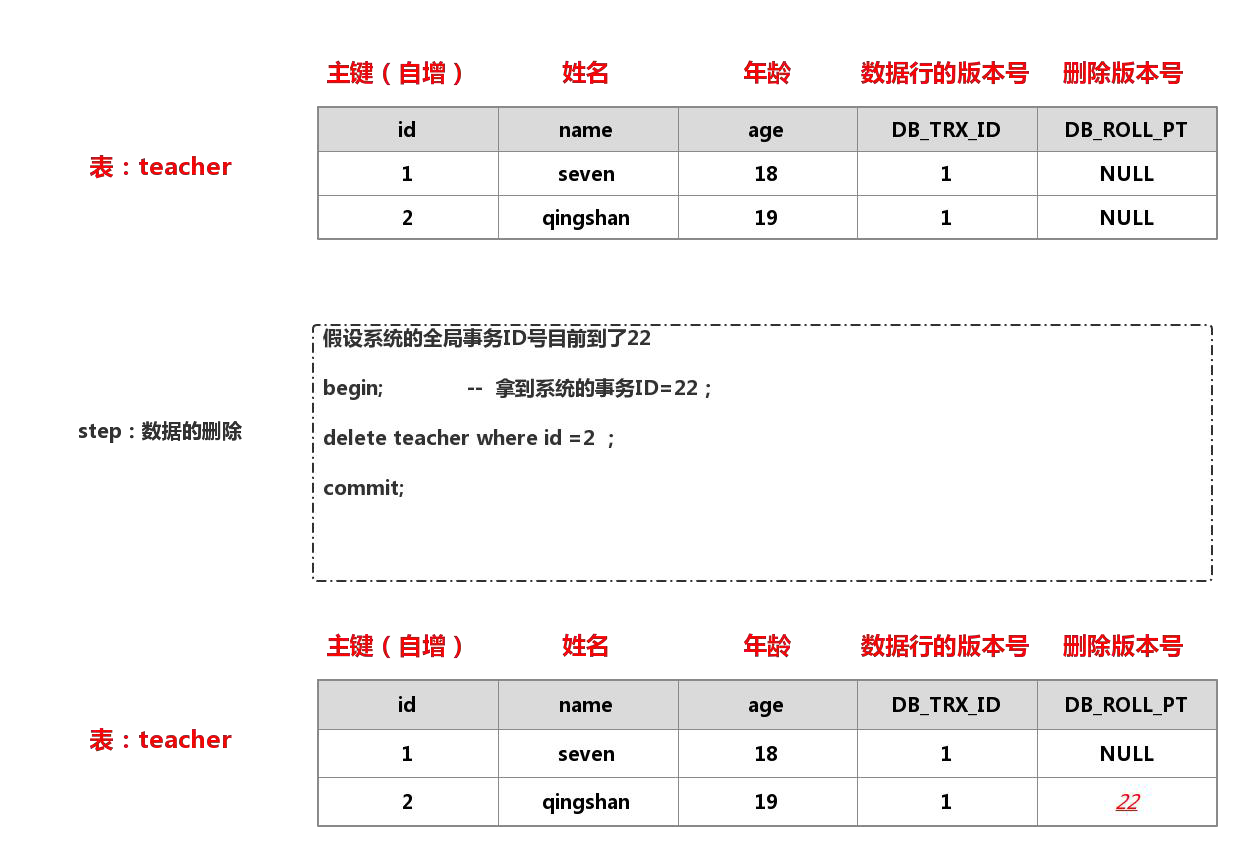 主键（自增） 姓名 年龄 数据行的版本号 删除版本号
id name age DB_TRX_ID DB_ROLL_PT
表：teacher
1 seven 18 1 NULL
2 qingshan 19 1 NULL
假设系统的全局事务ID号目前到了22
begin; -- 拿到系统的事务ID=22；
step：数据的删除
delete teacher where id =2 ；
commit;
主键（自增） 姓名 年龄 数据行的版本号 删除版本号
id name age DB_TRX_ID DB_ROLL_PT
表：teacher
1 seven 18 1 NULL
2 qingshan 19 1 22